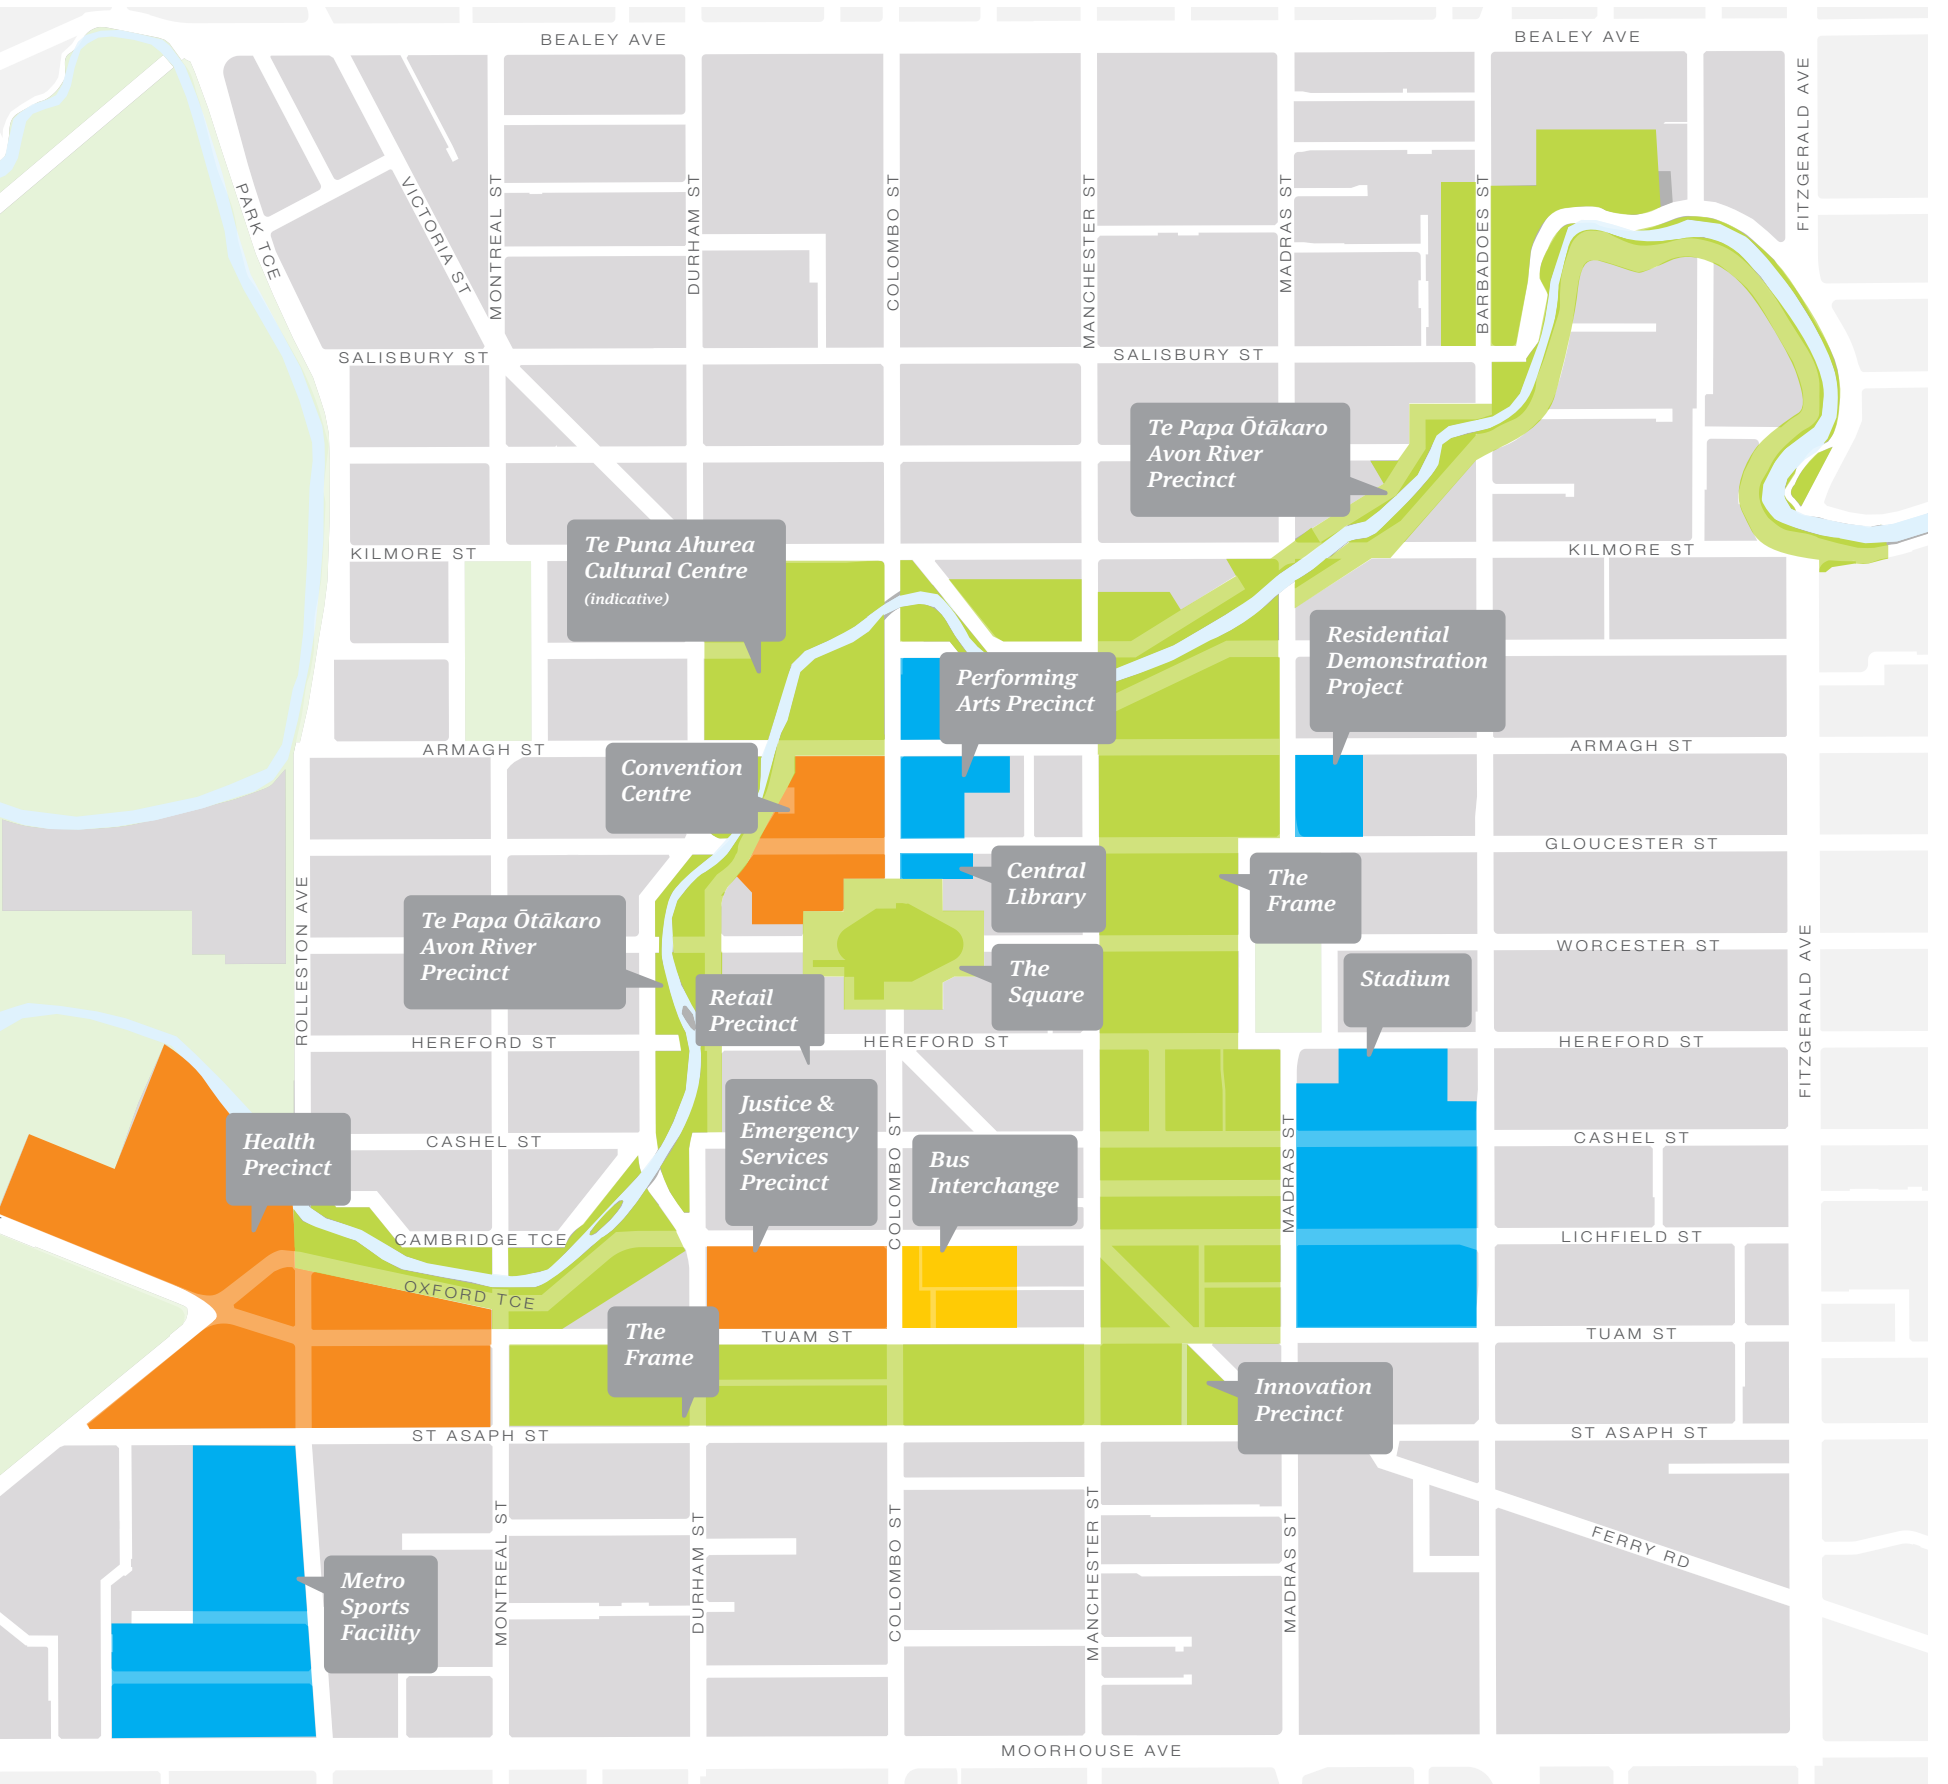 BEALEY AVE
BEALEY AVE
FITZGERALD AVE
PARK TCE
VICTORIA ST
MONTREAL ST
DURHAM ST
COLOMBO ST
MANCHESTER ST
MADRAS ST
BARBADOES ST
SALISBURY ST
SALISBURY ST
Te Papa Ōtākaro
Avon River
Precinct
Te Puna Ahurea
Cultural Centre
(indicative)
KILMORE ST
KILMORE ST
Residential
Demonstration
Project
Performing
Arts Precinct
ARMAGH ST
ARMAGH ST
Convention
Centre
GLOUCESTER ST
Central
Library
The
Frame
ROLLESTON AVE
Te Papa Ōtākaro
Avon River
Precinct
WORCESTER ST
FITZGERALD AVE
The
Square
Stadium
Retail
Precinct
HEREFORD ST
HEREFORD ST
HEREFORD ST
Justice &
Emergency
Services
Precinct
COLOMBO ST
MADRAS ST
Health
Precinct
CASHEL ST
CASHEL ST
Bus
Interchange
CAMBRIDGE TCE
LICHFIELD ST
OXFORD TCE
The
Frame
TUAM ST
TUAM ST
Innovation
Precinct
ST ASAPH ST
ST ASAPH ST
MONTREAL ST
DURHAM ST
COLOMBO ST
MANCHESTER ST
MADRAS ST
FERRY RD
Metro
Sports
Facility
MOORHOUSE AVE